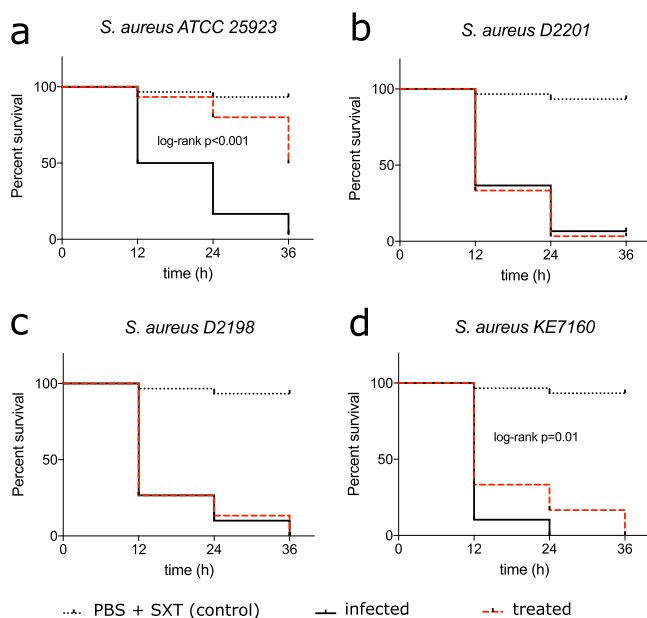 a
S. aureus ATCC 25923
Percent survival
100
50
0
log-rank p<0.001
0 12 24 36
time (h)
b
S. aureus D2201
Percent survival
100
50
0
0 12 24 36
time (h)
c
S. aureus D2198
Percent survival
100
50
0
0 12 24 36
time (h)
d
S. aureus KE7160
Percent survival
100
50
0
log-rank p=0.01
0 12 24 36
time (h)
PBS + SXT (control) infected treated